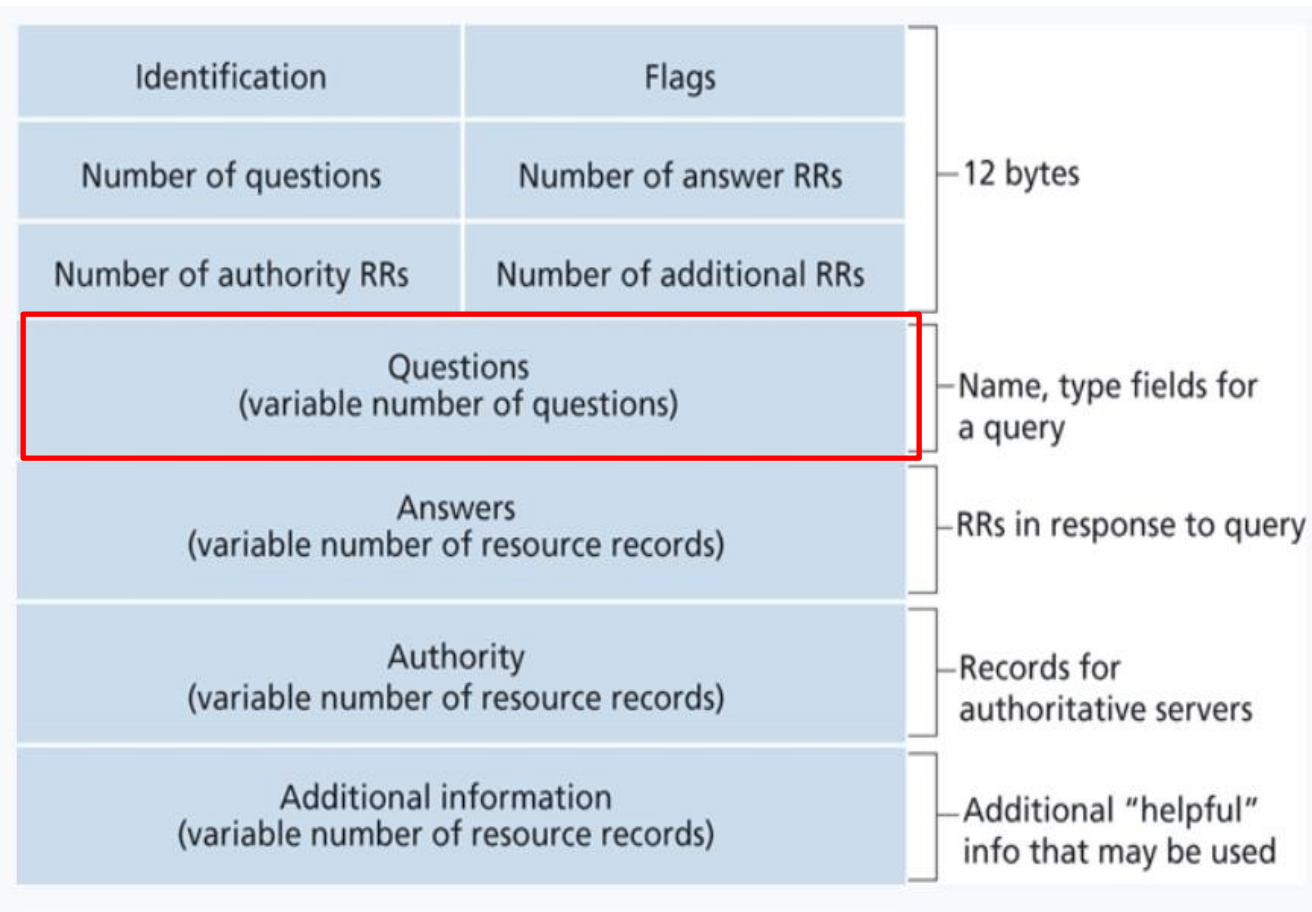 Identification
Flags
Number of questions
Number of answer RRs
12 bytes
Number of authority RRs
Number of additional RRs
Questions
(variable number of questions)
Name, type fields for
a query
Answers
(variable number of resource records)
RRs in response to query
Authority
(variable number of resource records)
Records for
authoritative servers
Additional information
(variable number of resource records)
Additional “helpful”
info that may be used